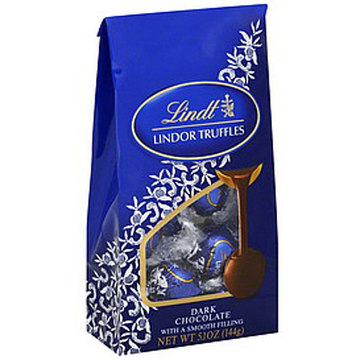 Lindt
LINDOR TRUFFLES
DARK
CHOCOLATE
WITH A SMOOTH FILLING
NET WT 5.1OZ (144g)